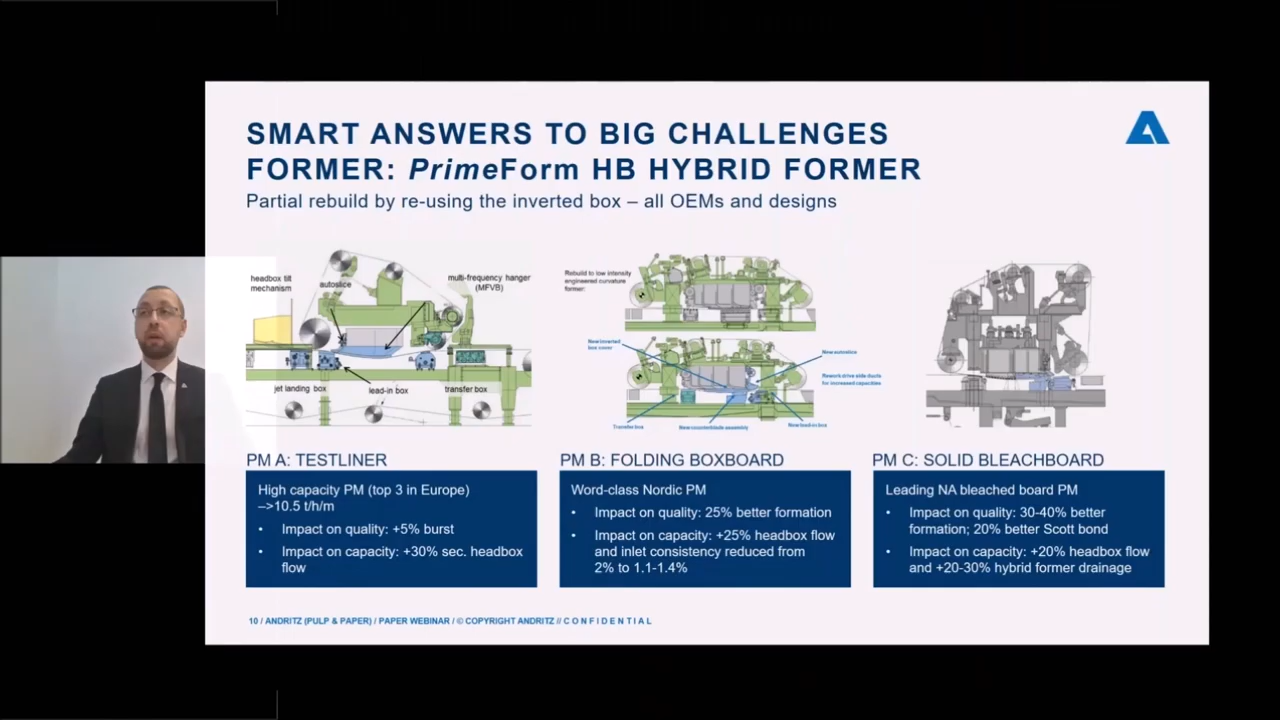 SMART ANSWERS TO BIG CHALLENGES
FORMER: PrimeForm HB HYBRID FORMER
Partial rebuild by re-using the inverted box – all OEMs and designs
headbox tilt
mechanism
autoslice
multi-frequency hanger
(MFVB)
jet landing box
lead-in box
transfer box
Rebuild to low intensity
engineered curvature
former:
New inverted
box cover
New autoslice
Rework drive side ducts
for increased capacities
Transfer box
New counterblade assembly
New lead-in box
PM A: TESTLINER
High capacity PM (top 3 in Europe)
–>10.5 t/h/m
• Impact on quality: +5% burst
• Impact on capacity: +30% sec. headbox
flow
PM B: FOLDING BOXBOARD
Word-class Nordic PM
• Impact on quality: 25% better formation
• Impact on capacity: +25% headbox flow
and inlet consistency reduced from
2% to 1.1-1.4%
PM C: SOLID BLEACHBOARD
Leading NA bleached board PM
• Impact on quality: 30-40% better
formation; 20% better Scott bond
• Impact on capacity: +20% headbox flow
and +20-30% hybrid former drainage
10 / ANDRITZ (PULP & PAPER) / PAPER WEBINAR / © COPYRIGHT ANDRITZ // CONFIDENTIAL